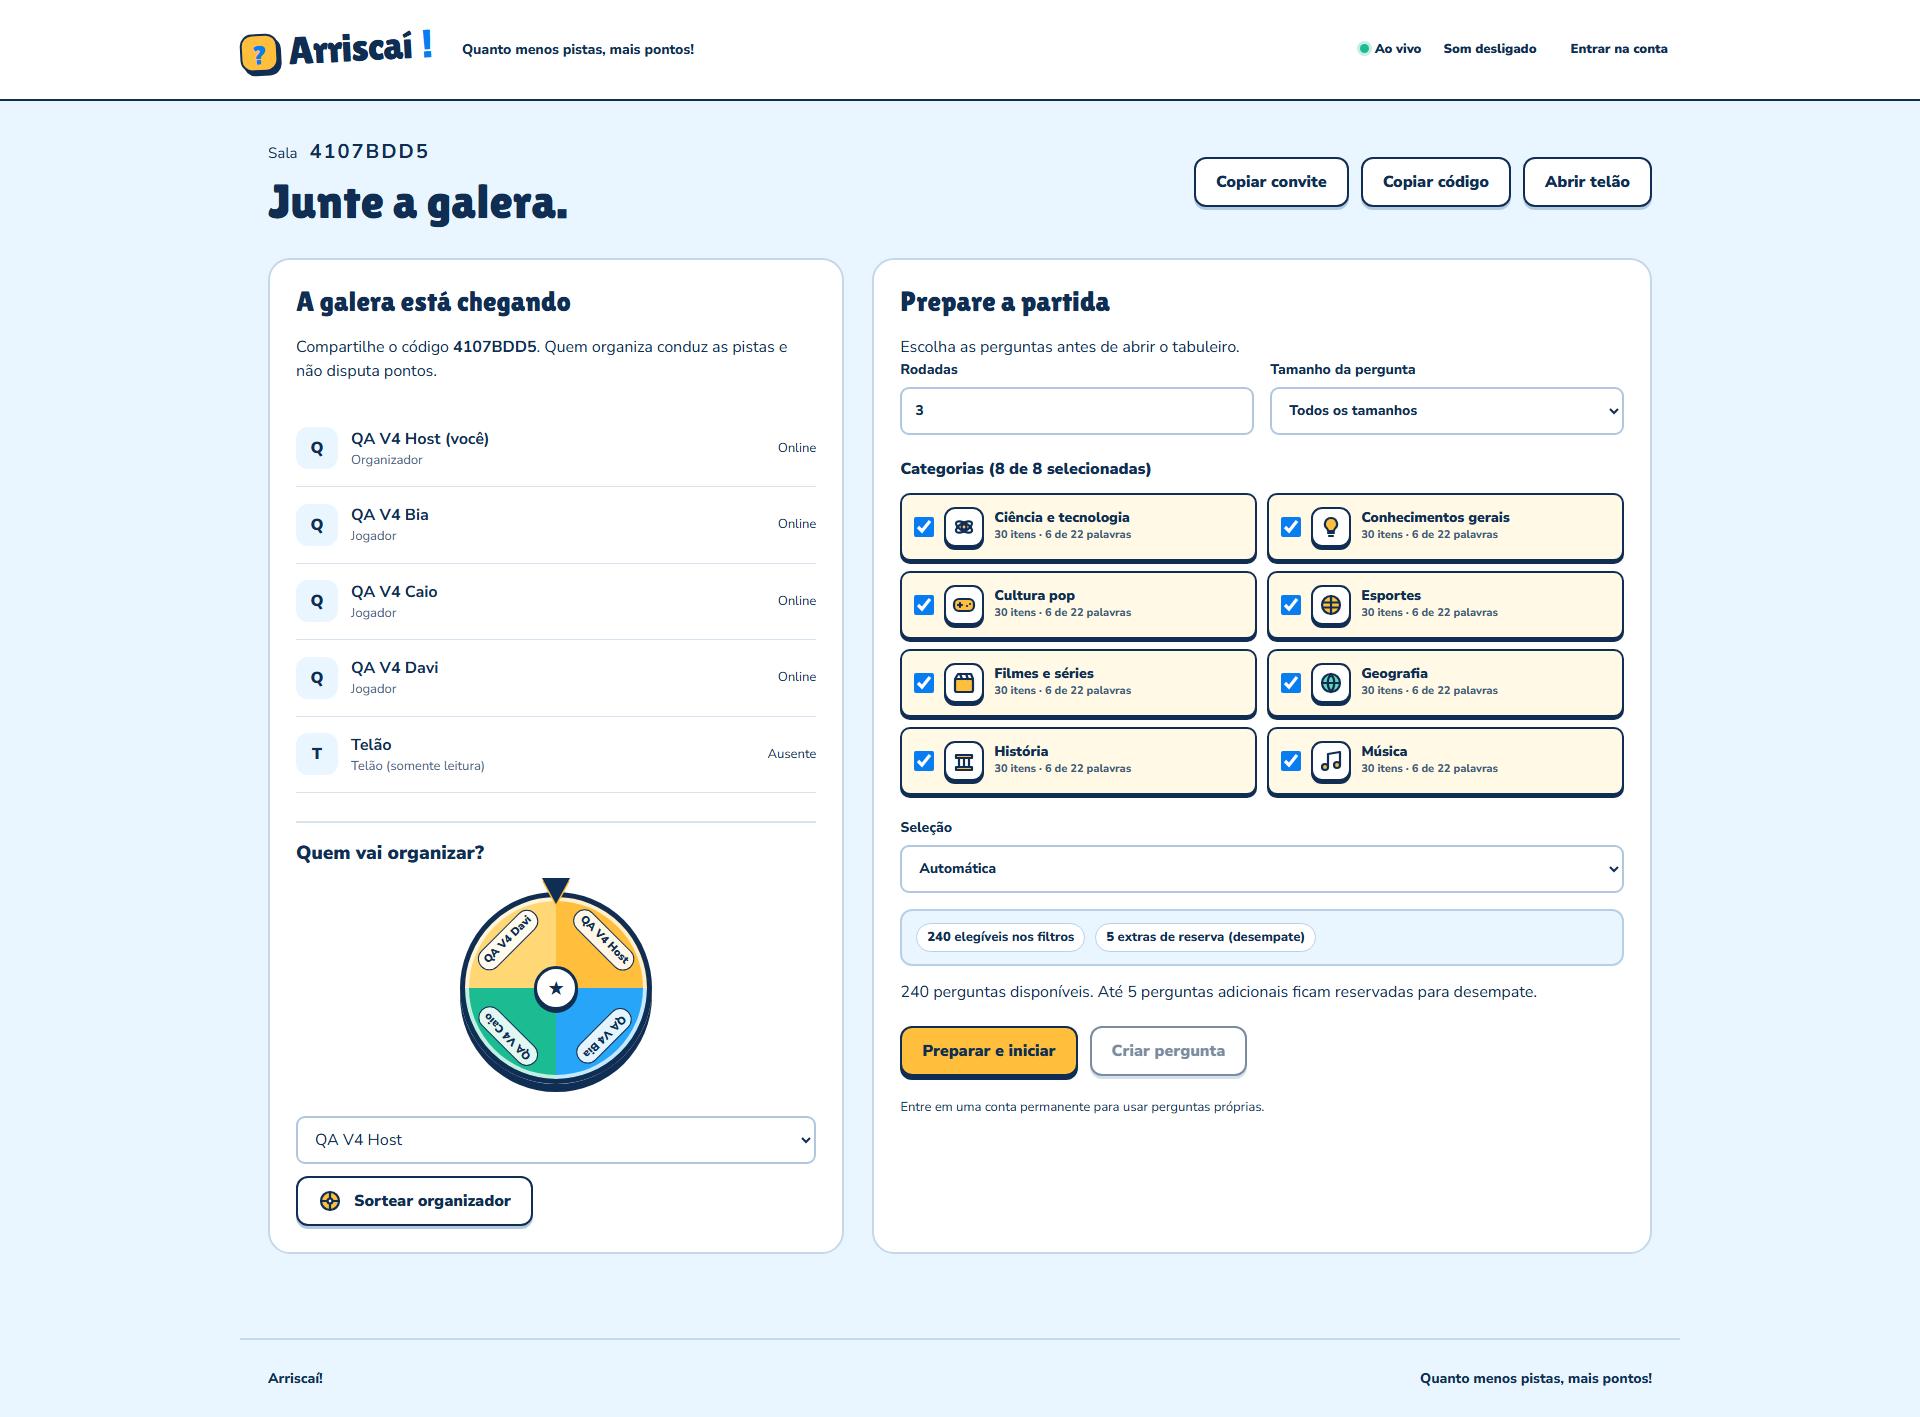 ? Arriscaí !
Quanto menos pistas, mais pontos!
Ao vivo
Som desligado
Entrar na conta
Sala 4107BDD5
Junte a galera.
Copiar convite
Copiar código
Abrir telão
A galera está chegando
Compartilhe o código 4107BDD5. Quem organiza conduz as pistas e
não disputa pontos.
Q
QA V4 Host (você)
Organizador
Online
Q
QA V4 Bia
Jogador
Online
Q
QA V4 Caio
Jogador
Online
Q
QA V4 Davi
Jogador
Online
T
Telão
Telão (somente leitura)
Ausente
Quem vai organizar?
QA V4 Davi
QA V4 Host
QA V4 Caio
QA V4 Bia
QA V4 Host
Sortear organizador
Prepare a partida
Escolha as perguntas antes de abrir o tabuleiro.
Rodadas
3
Tamanho da pergunta
Todos os tamanhos
Categorias (8 de 8 selecionadas)
Ciência e tecnologia
30 itens · 6 de 22 palavras
Conhecimentos gerais
30 itens · 6 de 22 palavras
Cultura pop
30 itens · 6 de 22 palavras
Esportes
30 itens · 6 de 22 palavras
Filmes e séries
30 itens · 6 de 22 palavras
Geografia
30 itens · 6 de 22 palavras
História
30 itens · 6 de 22 palavras
Música
30 itens · 6 de 22 palavras
Seleção
Automática
240 elegíveis nos filtros
5 extras de reserva (desempate)
240 perguntas disponíveis. Até 5 perguntas adicionais ficam reservadas para desempate.
Preparar e iniciar
Criar pergunta
Entre em uma conta permanente para usar perguntas próprias.
Arriscaí!
Quanto menos pistas, mais pontos!